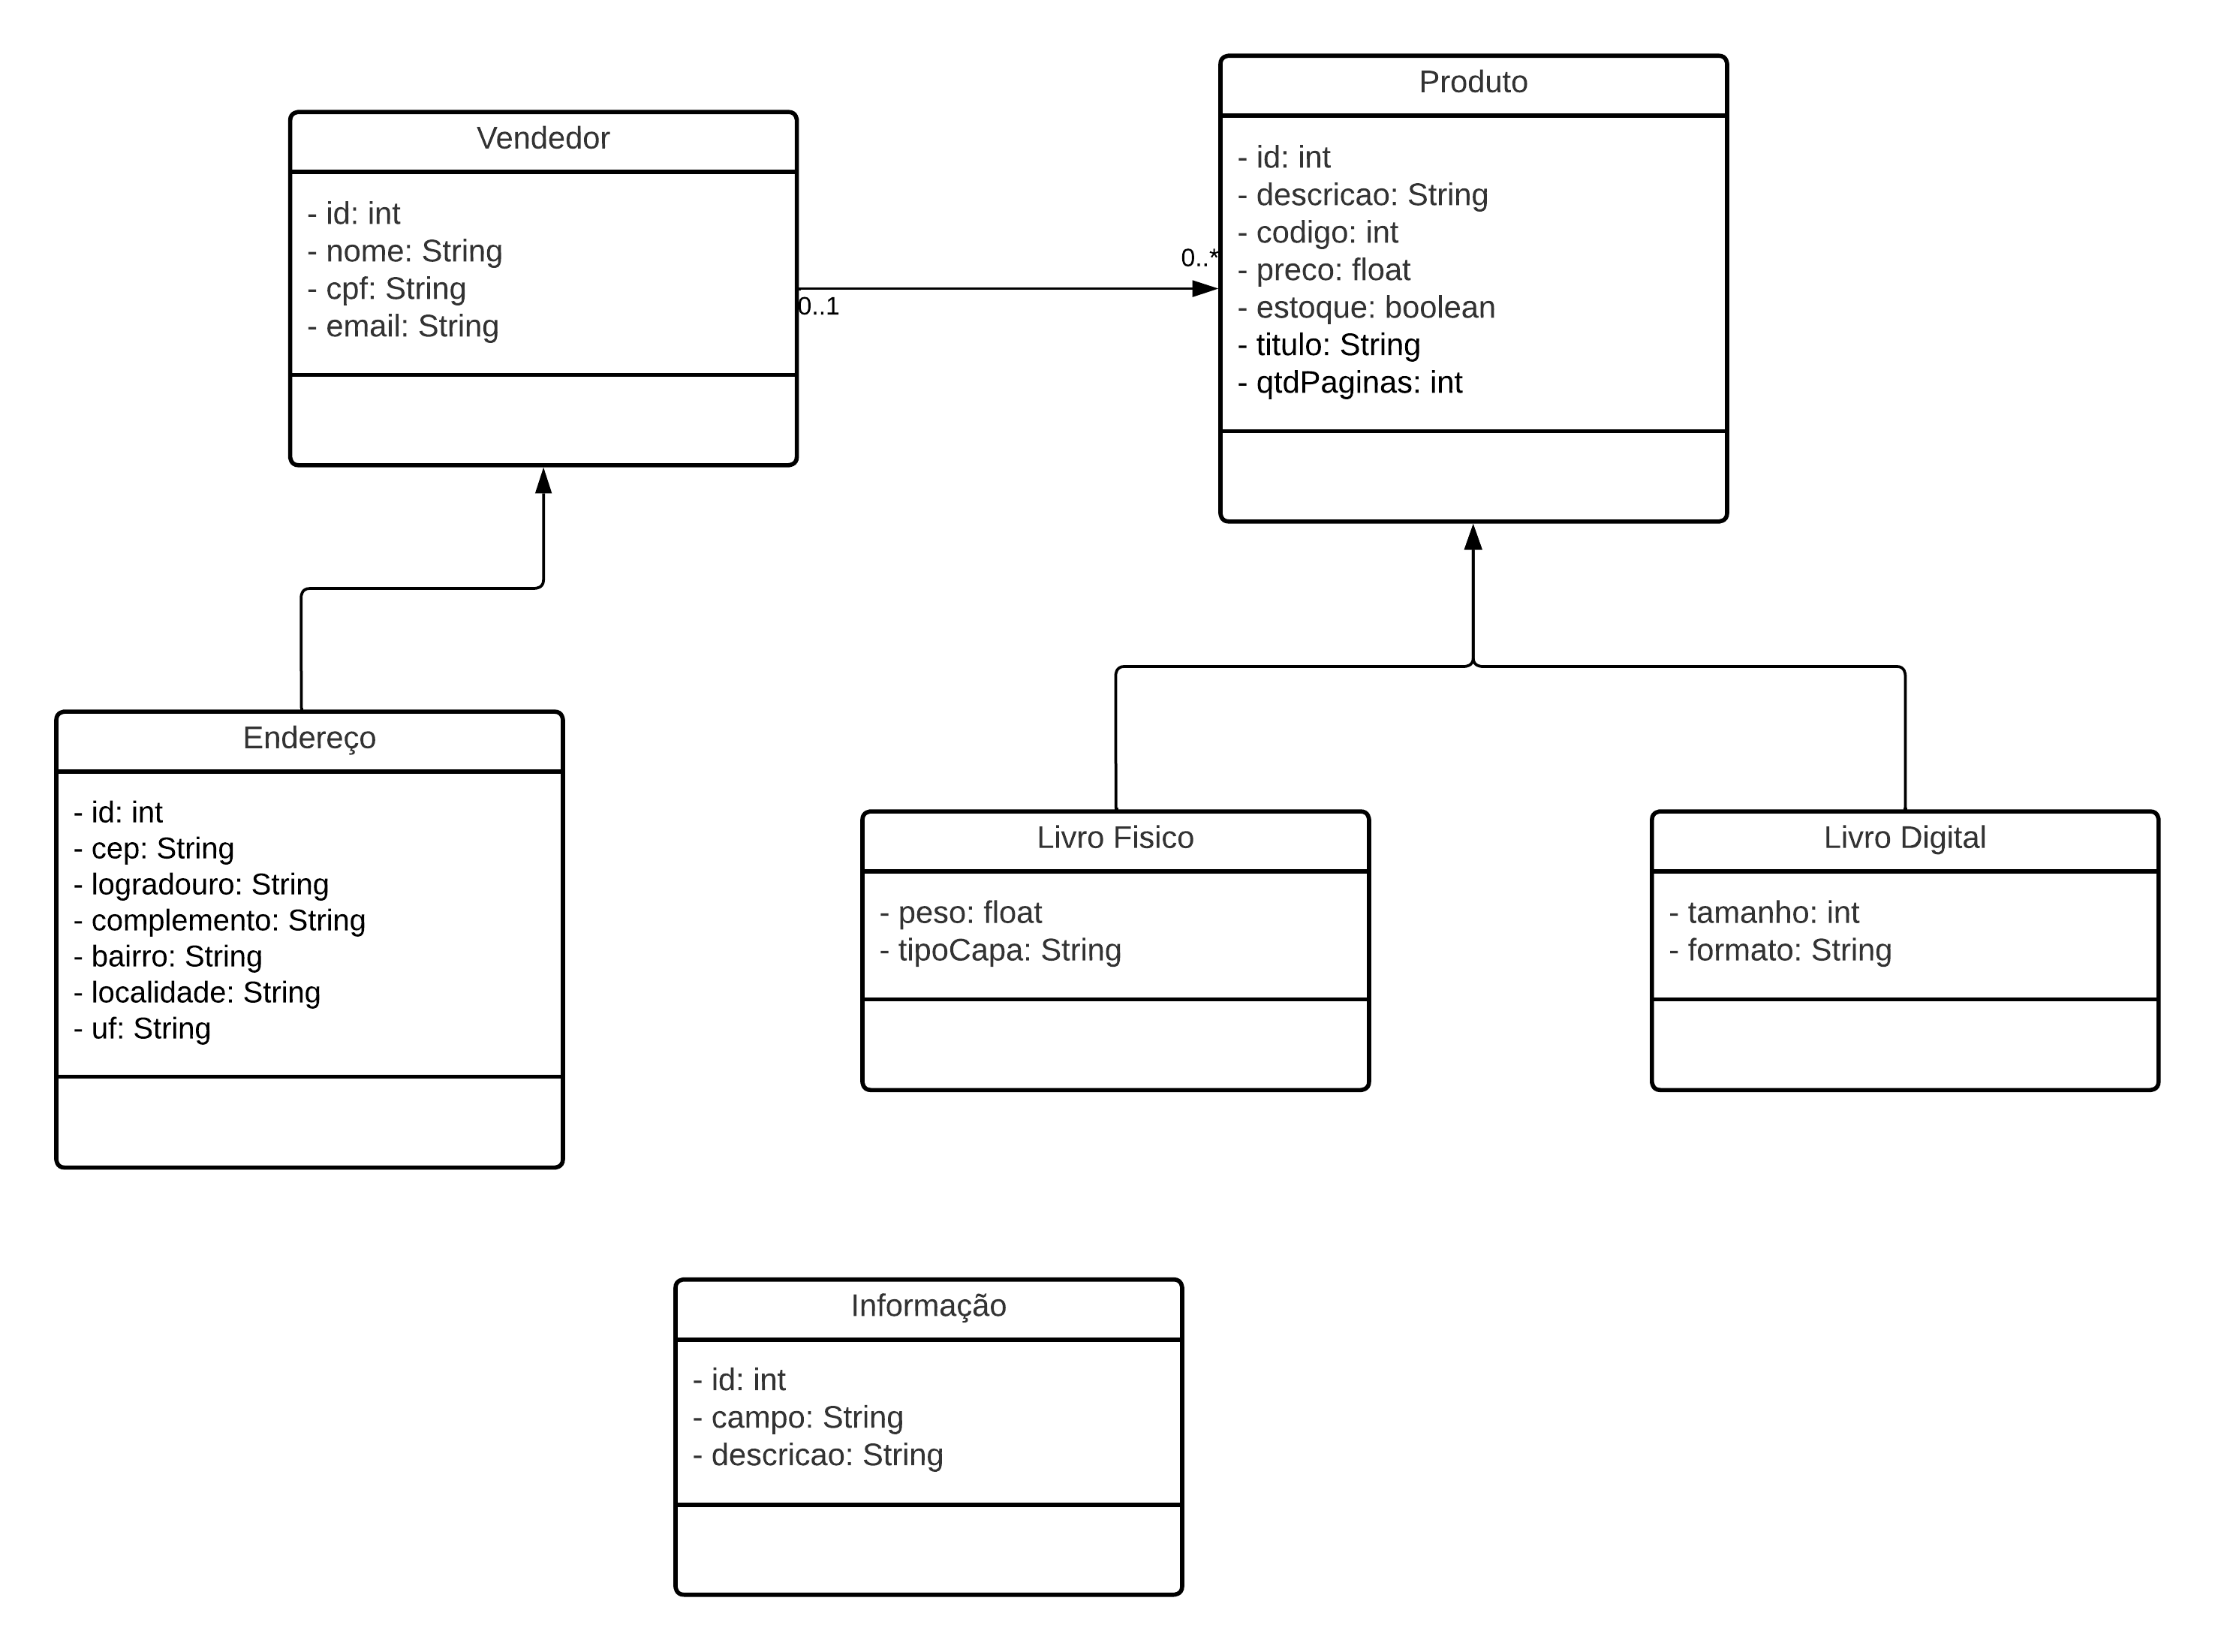 Vendedor
- id: int
- nome: String
- cpf: String
- email: String
0..1
0..*
Produto
- id: int
- descricao: String
- codigo: int
- preco: float
- estoque: boolean
- titulo: String
- qtdPaginas: int
Endereço
- id: int
- cep: String
- logradouro: String
- complemento: String
- bairro: String
- localidade: String
- uf: String
Livro Fisico
- peso: float
- tipoCapa: String
Livro Digital
- tamanho: int
- formato: String
Informação
- id: int
- campo: String
- descricao: String